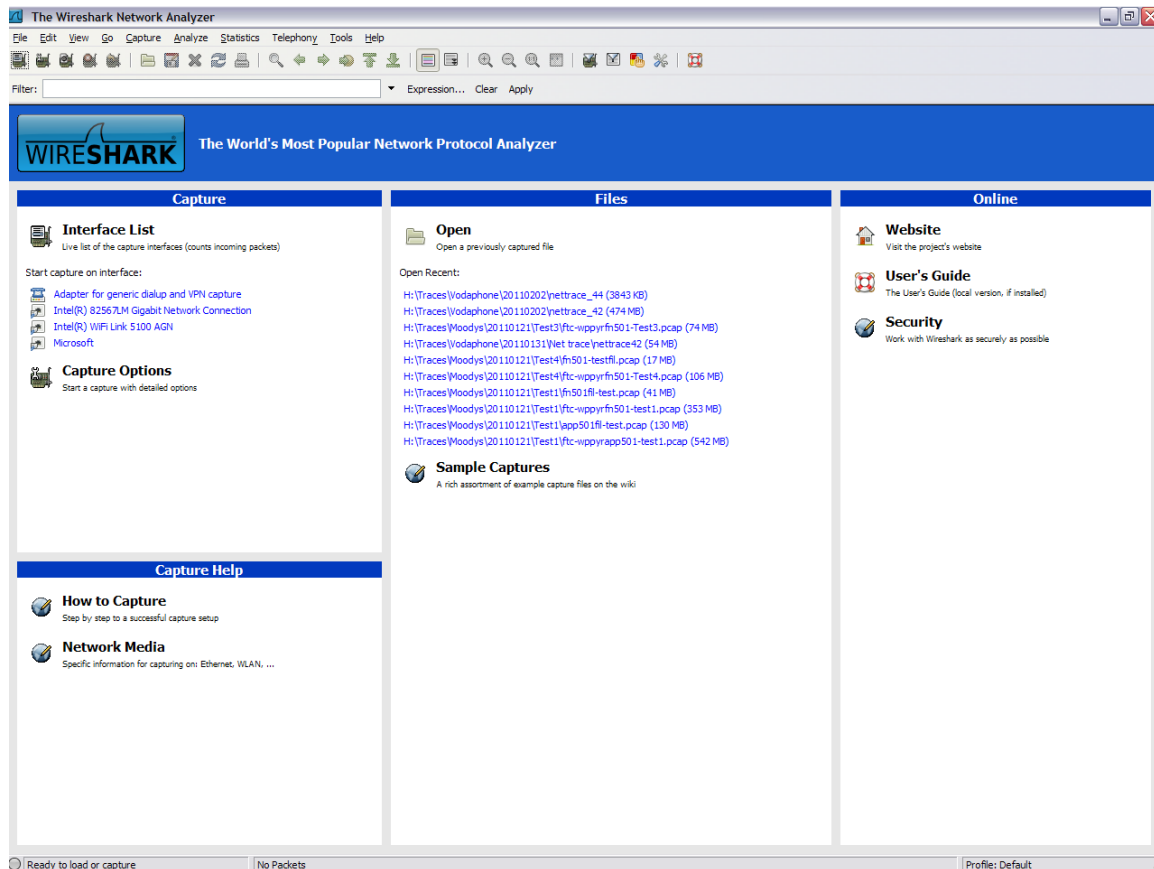 The Wireshark Network Analyzer
File Edit View Go Capture Analyze Statistics Telephony Tools Help
Filter: Expression... Clear Apply
WIRESHARK
The World's Most Popular Network Protocol Analyzer
Capture
Interface List
Live list of the capture interfaces (counts incoming packets)
Start capture on interface:
Adapter for generic dialup and VPN capture
Intel(R) 82567LM Gigabit Network Connection
Intel(R) WiFi Link 5100 AGN
Microsoft
Capture Options
Start a capture with detailed options
Capture Help
How to Capture
Step by step to a successful capture setup
Network Media
Specific information for capturing on: Ethernet, WLAN, ...
Files
Open
Open a previously captured file
Open Recent:
H:\Traces\Vodaphone\20110202\nettrace_44 (3843 KB)
H:\Traces\Vodaphone\20110202\nettrace_42 (474 MB)
H:\Traces\Moodys\20110121\Test3\ftc-wppyrfn501-Test3.pcap (74 MB)
H:\Traces\Vodaphone\20110131\Net trace\nettrace42 (54 MB)
H:\Traces\Moodys\20110121\Test4\fn501-testfil.pcap (17 MB)
H:\Traces\Moodys\20110121\Test4\ftc-wppyrfn501-Test4.pcap (106 MB)
H:\Traces\Moodys\20110121\Test1\fn501fil-test.pcap (41 MB)
H:\Traces\Moodys\20110121\Test1\ftc-wppyrfn501-test1.pcap (353 MB)
H:\Traces\Moodys\20110121\Test1\app501fil-test.pcap (130 MB)
H:\Traces\Moodys\20110121\Test1\ftc-wppyrapp501-test1.pcap (542 MB)
Sample Captures
A rich assortment of example capture files on the wiki
Online
Website
Visit the project's website
User's Guide
The User's Guide (local version, if installed)
Security
Work with Wireshark as securely as possible
Ready to load or capture
No Packets
Profile: Default